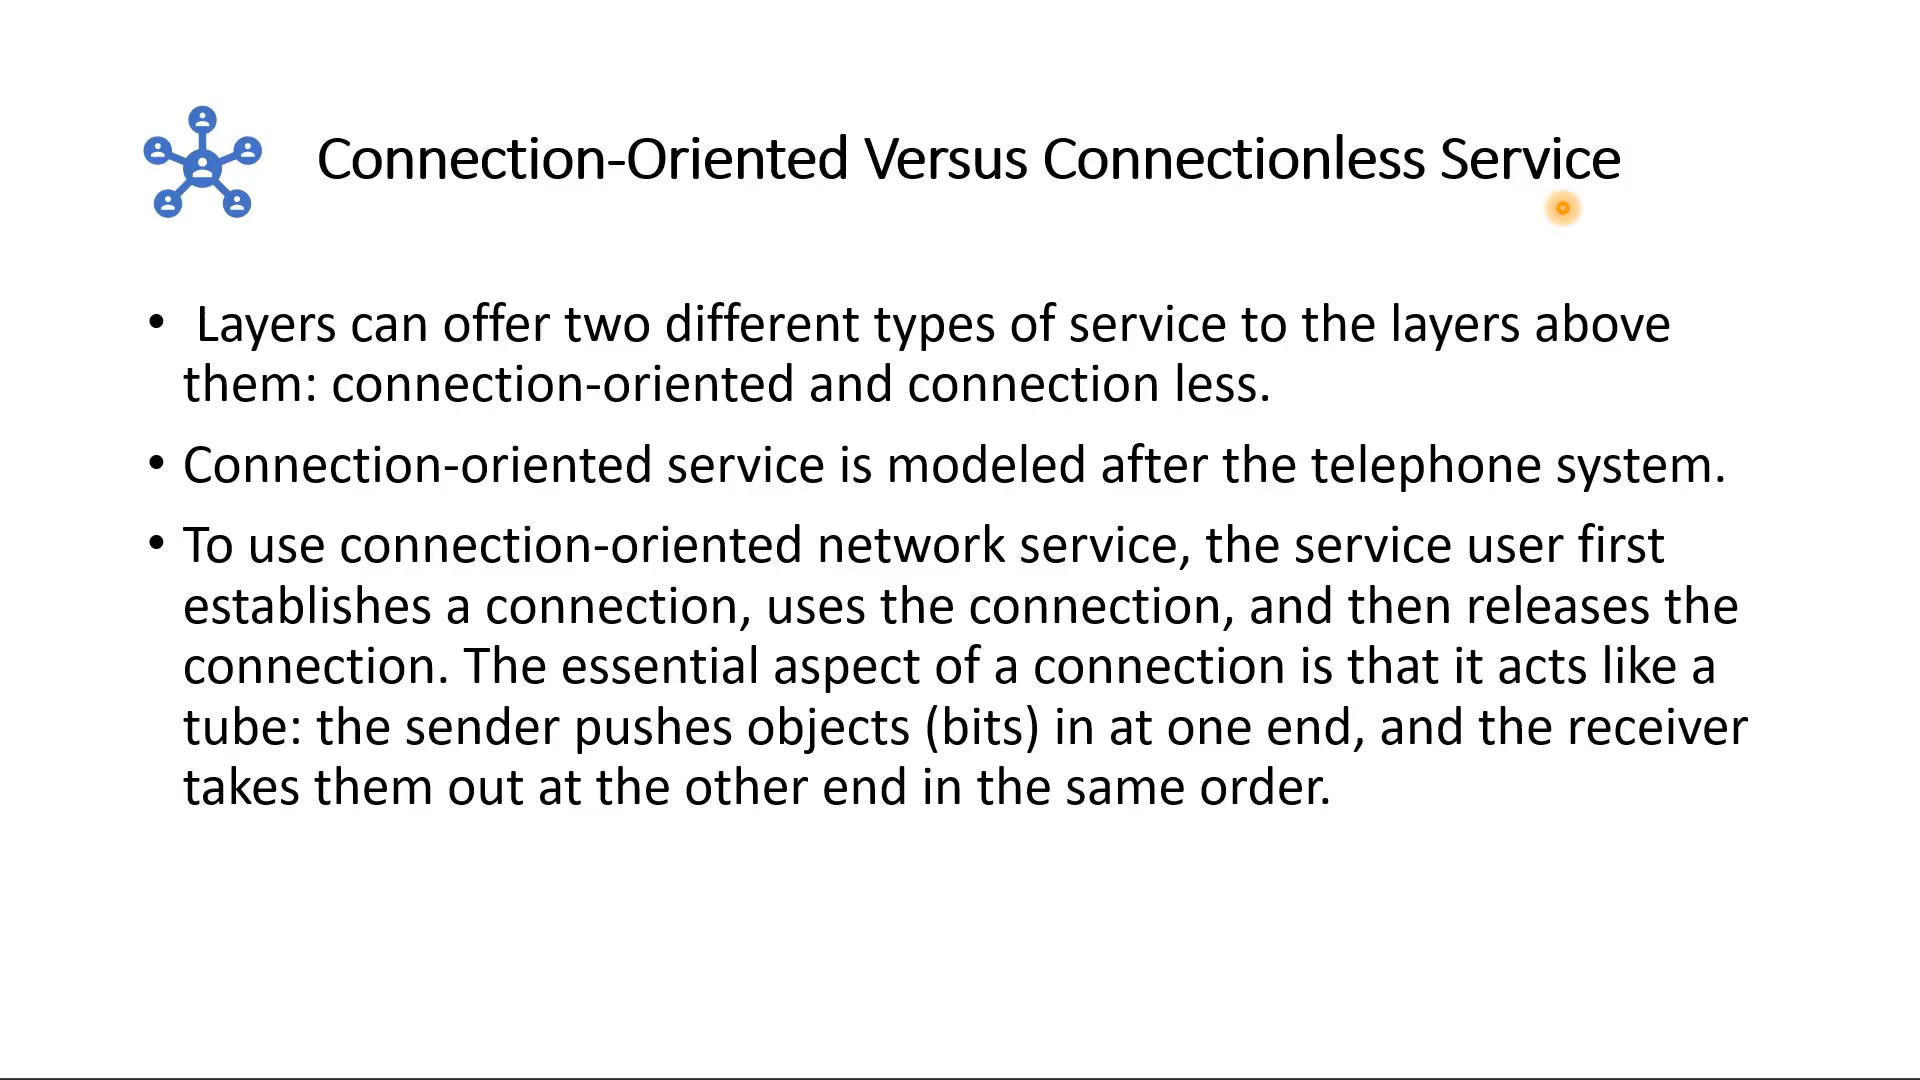 Connection-Oriented Versus Connectionless Service
• Layers can offer two different types of service to the layers above
them: connection-oriented and connection less.
• Connection-oriented service is modeled after the telephone system.
• To use connection-oriented network service, the service user first
establishes a connection, uses the connection, and then releases the
connection. The essential aspect of a connection is that it acts like a
tube: the sender pushes objects (bits) in at one end, and the receiver
takes them out at the other end in the same order.